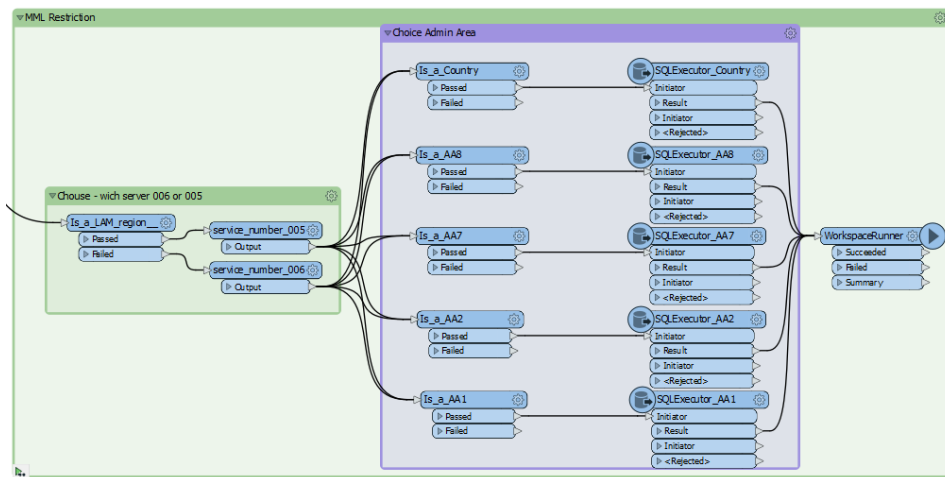 MML Restriction
Choice Admin Area
Is_a_Country
Passed
Failed
SQLExecutor_Country
Initiator
Result
Initiator
<Rejected>
Is_a_AA8
Passed
Failed
SQLExecutor_AA8
Initiator
Result
Initiator
<Rejected>
Chouse - wich server 006 or 005
Is_a_LAM_region__
Passed
Failed
service_number_005
Output
service_number_006
Output
Is_a_AA7
Passed
Failed
SQLExecutor_AA7
Initiator
Result
Initiator
<Rejected>
WorkspaceRunner
Succeeded
Failed
Summary
Is_a_AA2
Passed
Failed
SQLExecutor_AA2
Initiator
Result
Initiator
<Rejected>
Is_a_AA1
Passed
Failed
SQLExecutor_AA1
Initiator
Result
Initiator
<Rejected>